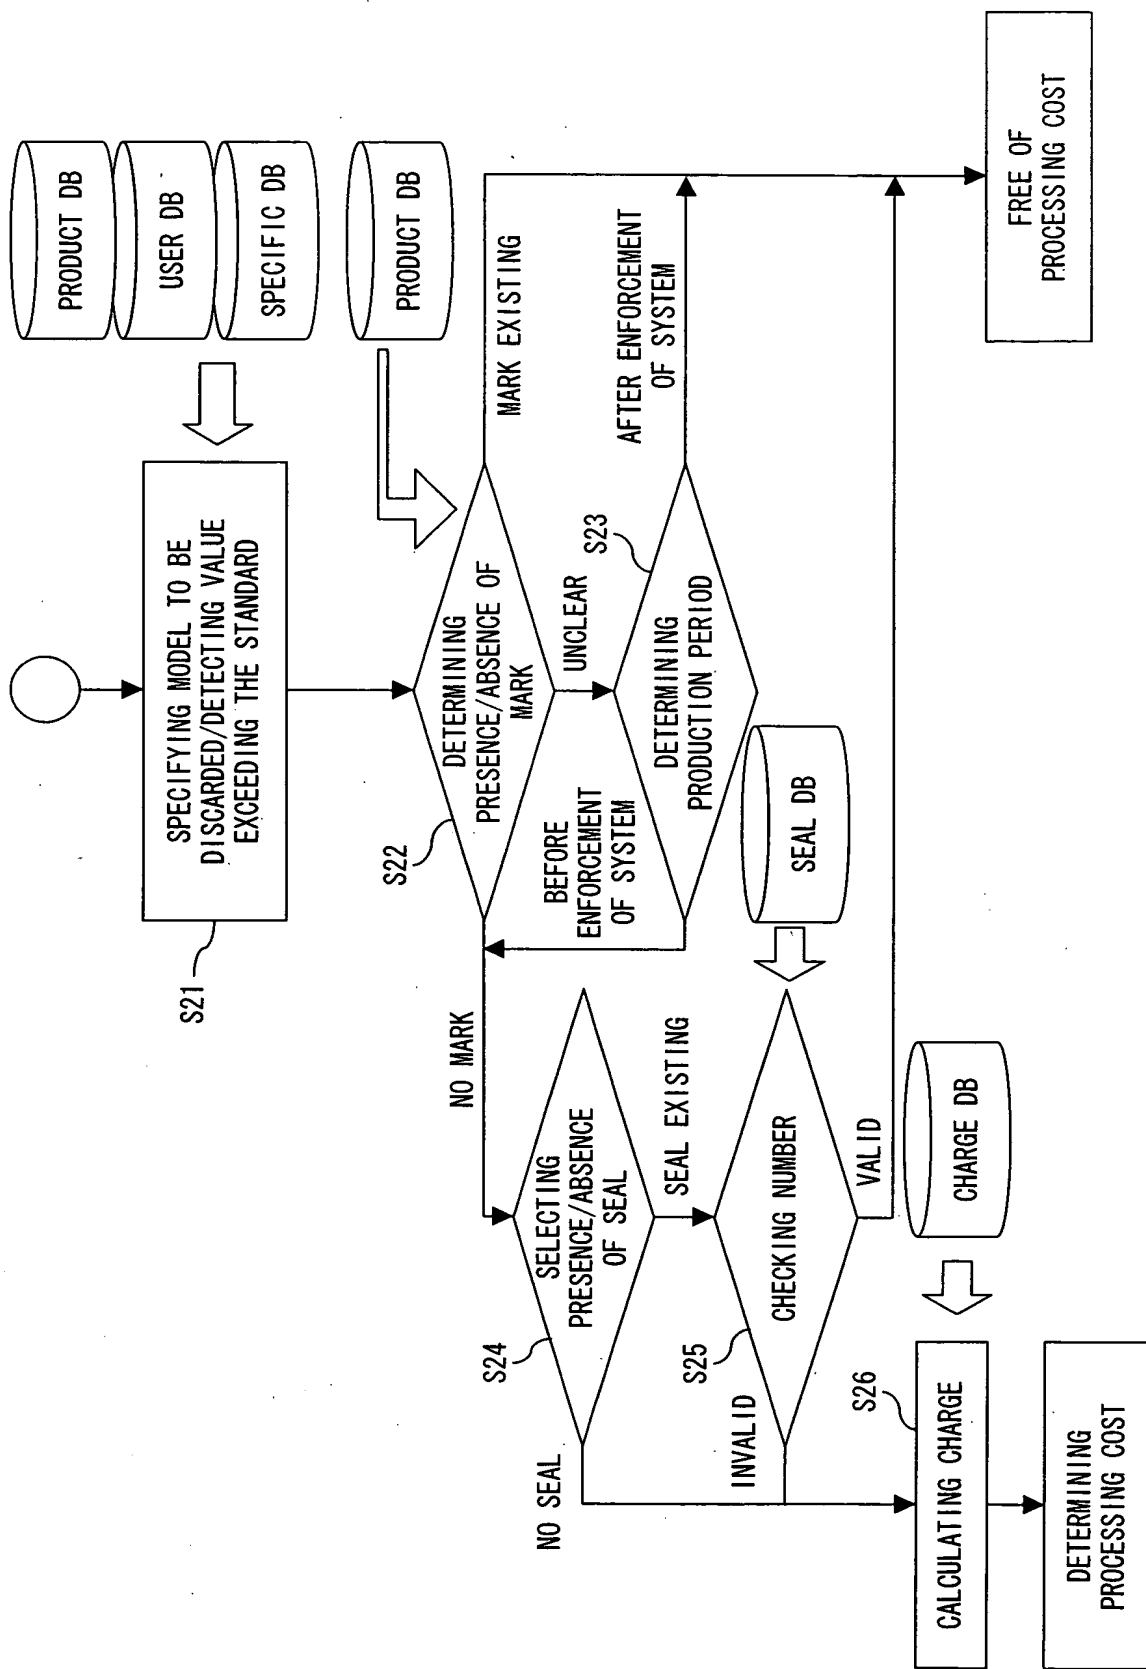 PRODUCT DB
USER DB
SPECIFIC DB
SPECIFYING MODEL TO BE
DISCARDED/DETECTING VALUE
EXCEEDING THE STANDARD
S21
PRODUCT DB
DETERMINING
PRESENCE/ABSENCE OF
MARK
S22
MARK EXISTING
UNCLEAR
NO MARK
S23
DETERMINING
PRODUCTION PERIOD
AFTER ENFORCEMENT
OF SYSTEM
BEFORE
ENFORCEMENT
OF SYSTEM
SELECTING
PRESENCE/ABSENCE
OF SEAL
S24
NO SEAL
SEAL EXISTING
SEAL DB
CHECKING NUMBER
S25
INVALID
VALID
CHARGE DB
S26
CALCULATING CHARGE
DETERMINING
PROCESSING COST
FREE OF
PROCESSING COST